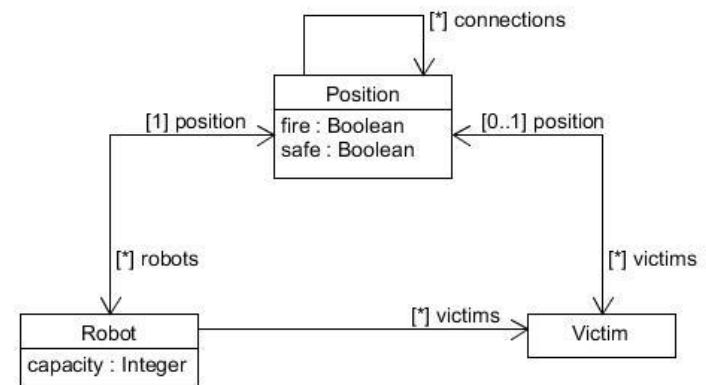 [*] connections
Position
[1] position
fire : Boolean
[0..1] position
safe : Boolean
[*] robots
[*] victims
Robot
[*] victims
Victim
capacity : Integer